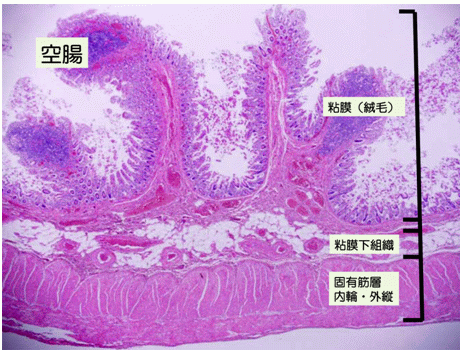 空腸
粘膜（絨毛）
粘膜下組織
固有筋層
内輪・外縦